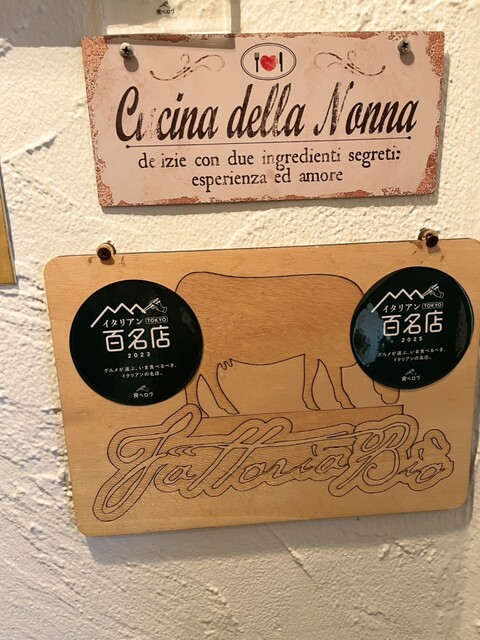 食べログ
Cucina della Nonna
delizie con due ingredienti segreti:
esperienza ed amore
イタリアン TOKYO
百名店
2023
グルメが選ぶ、いま食べるべき、
イタリアンの名店。
食べログ
イタリアン TOKYO
百名店
2025
グルメが選ぶ、いま食べるべき、
イタリアンの名店。
食べログ
Fattoria Bio